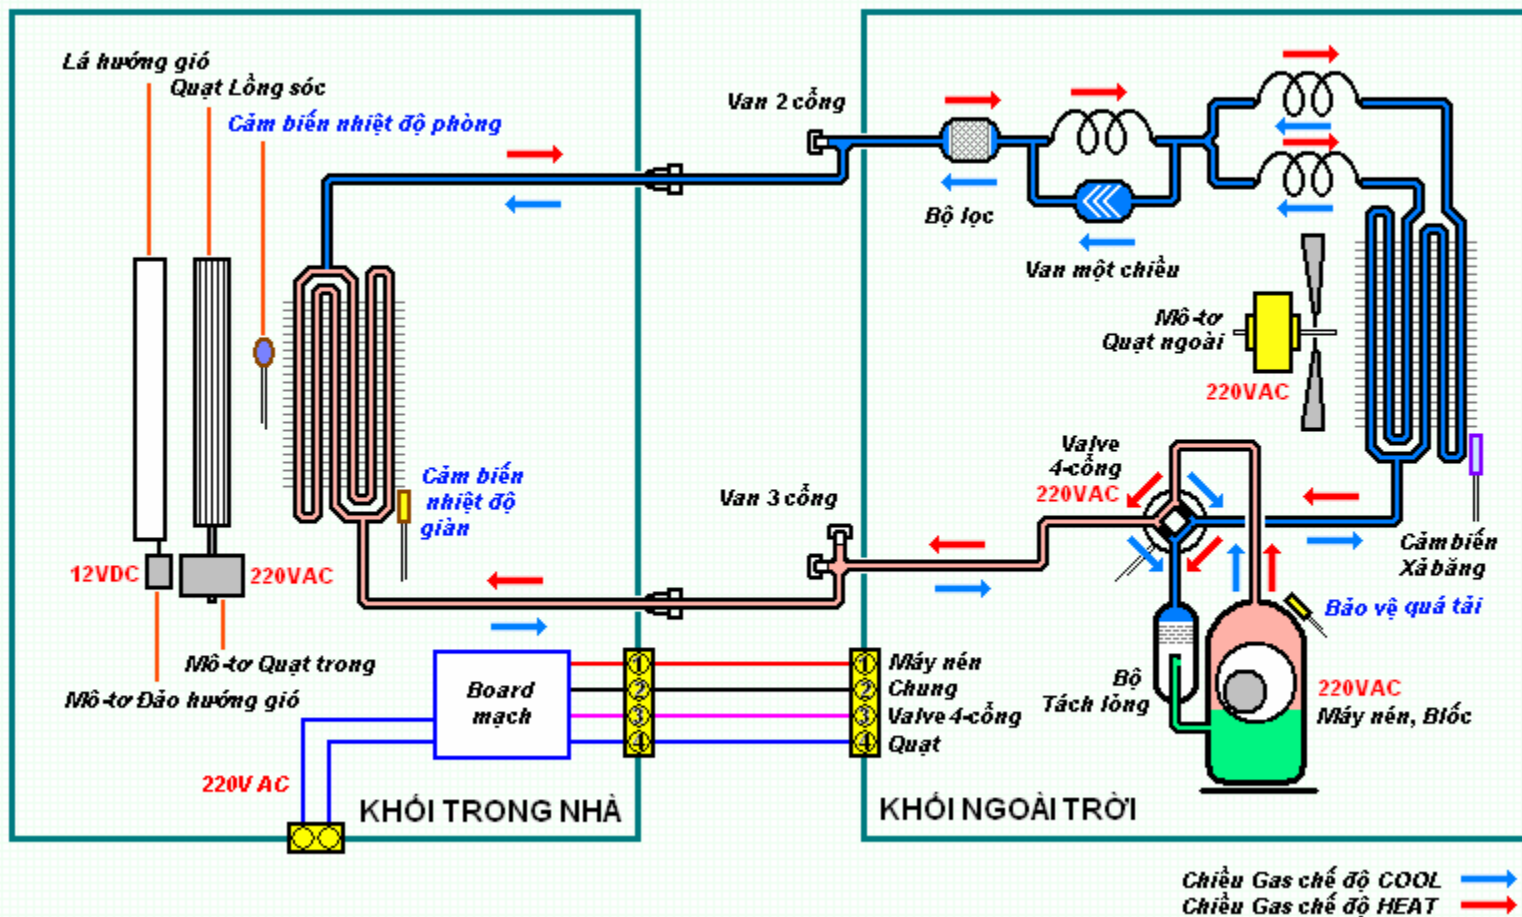 Lá hướng gió
Quạt Lồng sóc
Cảm biến nhiệt độ phòng
Van 2 cổng
Bộ lọc
Van một chiều
Mô-tơ
Quạt ngoài
220VAC
Cảm biến
nhiệt độ
giàn
Van 3 cổng
Valve
4-cổng
220VAC
Cảm biến
Xả băng
12VDC
220VAC
Bảo vệ quá tải
Mô-tơ Quạt trong
Mô-tơ Đảo hướng gió
Board
mạch
220V AC
1
2
3
4
1 Máy nén
2 Chung
3 Valve 4-cổng
4 Quạt
Bộ
Tách lỏng
220VAC
Máy nén, Blốc
KHỐI TRONG NHÀ
KHỐI NGOÀI TRỜI
Chiều Gas chế độ COOL
Chiều Gas chế độ HEAT